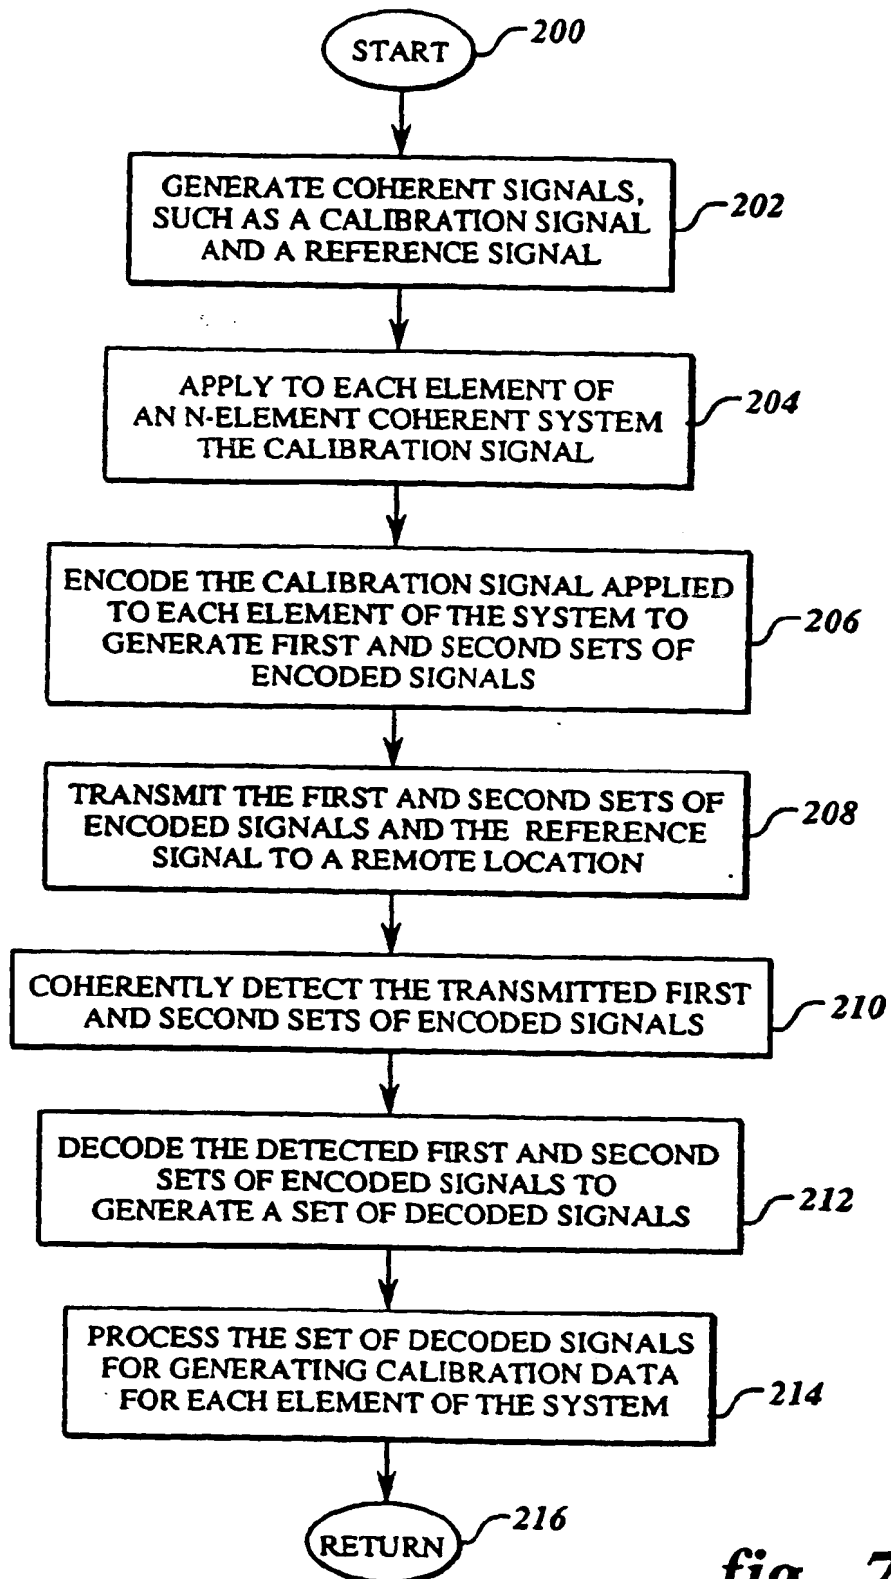 START
200
GENERATE COHERENT SIGNALS,
SUCH AS A CALIBRATION SIGNAL
AND A REFERENCE SIGNAL
202
APPLY TO EACH ELEMENT OF
AN N-ELEMENT COHERENT SYSTEM
THE CALIBRATION SIGNAL
204
ENCODE THE CALIBRATION SIGNAL APPLIED
TO EACH ELEMENT OF THE SYSTEM TO
GENERATE FIRST AND SECOND SETS OF
ENCODED SIGNALS
206
TRANSMIT THE FIRST AND SECOND SETS OF
ENCODED SIGNALS AND THE REFERENCE
SIGNAL TO A REMOTE LOCATION
208
COHERENTLY DETECT THE TRANSMITTED FIRST
AND SECOND SETS OF ENCODED SIGNALS
210
DECODE THE DETECTED FIRST AND SECOND
SETS OF ENCODED SIGNALS TO
GENERATE A SET OF DECODED SIGNALS
212
PROCESS THE SET OF DECODED SIGNALS
FOR GENERATING CALIBRATION DATA
FOR EACH ELEMENT OF THE SYSTEM
214
RETURN
216
fig. 7